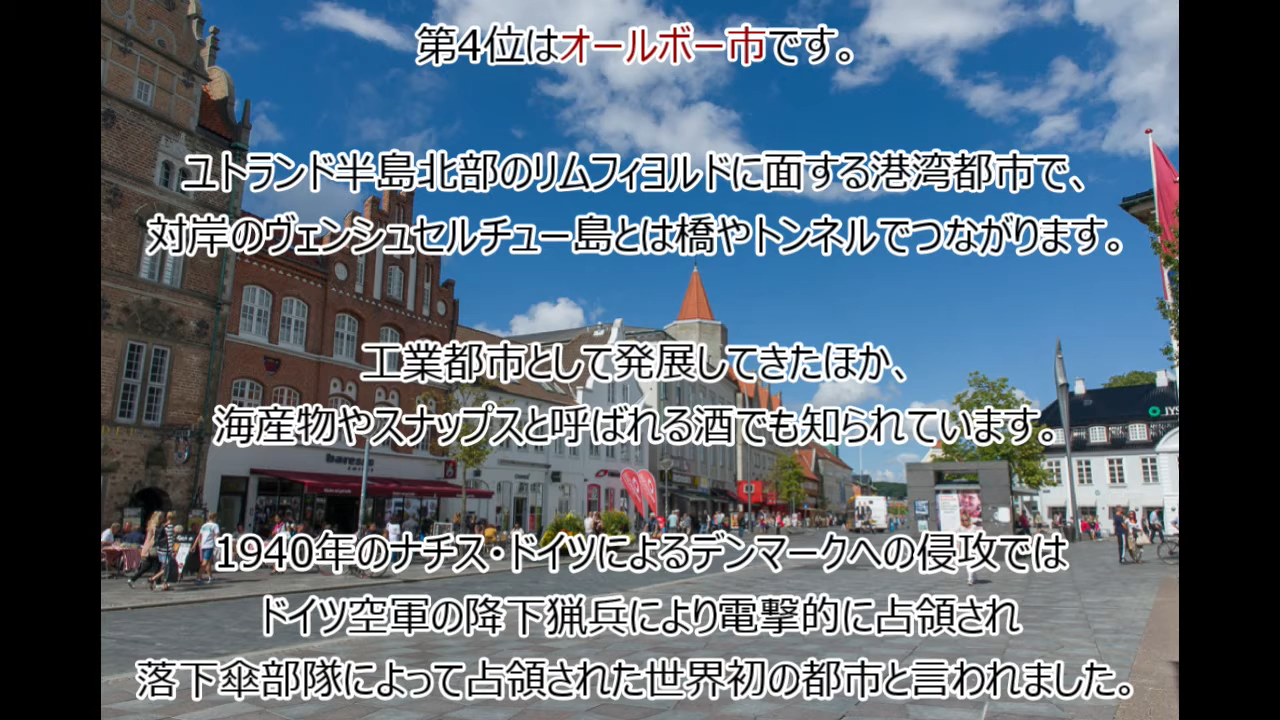 第4位はオールボー市です。
ユトランド半島北部のリムフィヨルドに面する港湾都市で、
対岸のヴェンシュセルチュー島とは橋やトンネルでつながります。
工業都市として発展してきたほか、
海産物やスナップスと呼ばれる酒でも知られています。
1940年のナチス・ドイツによるデンマークへの侵攻では
ドイツ空軍の降下猟兵により電撃的に占領され
落下傘部隊によって占領された世界初の都市と言われました。